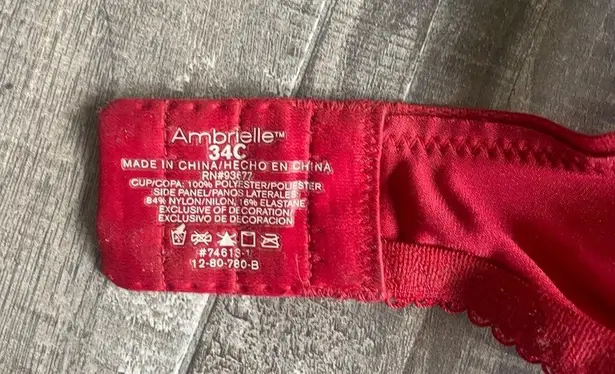 Ambrielle™
34C
MADE IN CHINA/HECHO EN CHINA
RN#93677
CUP/COPA: 100% POLYESTER/POLIESTER
SIDE PANEL/PANOS LATERALES:
84% NYLON/NILON, 16% ELASTANE
EXCLUSIVE OF DECORATION/
EXCLUSIVO DE DECORACION
#74613-1
12-80-780-B